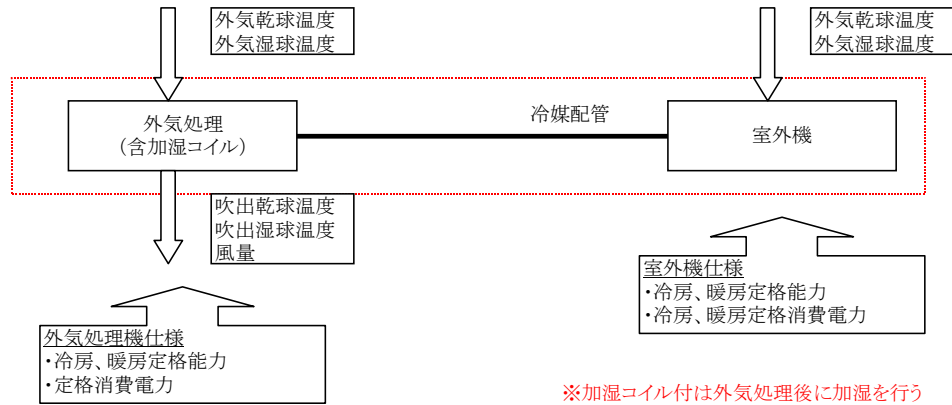 外気乾球温度
外気湿球温度
外気乾球温度
外気湿球温度
外気処理
（含加湿コイル）
冷媒配管
室外機
吹出乾球温度
吹出湿球温度
風量
室外機仕様
・冷房、暖房定格能力
・冷房、暖房定格消費電力
外気処理機仕様
・冷房、暖房定格能力
・定格消費電力
※加湿コイル付は外気処理後に加湿を行う